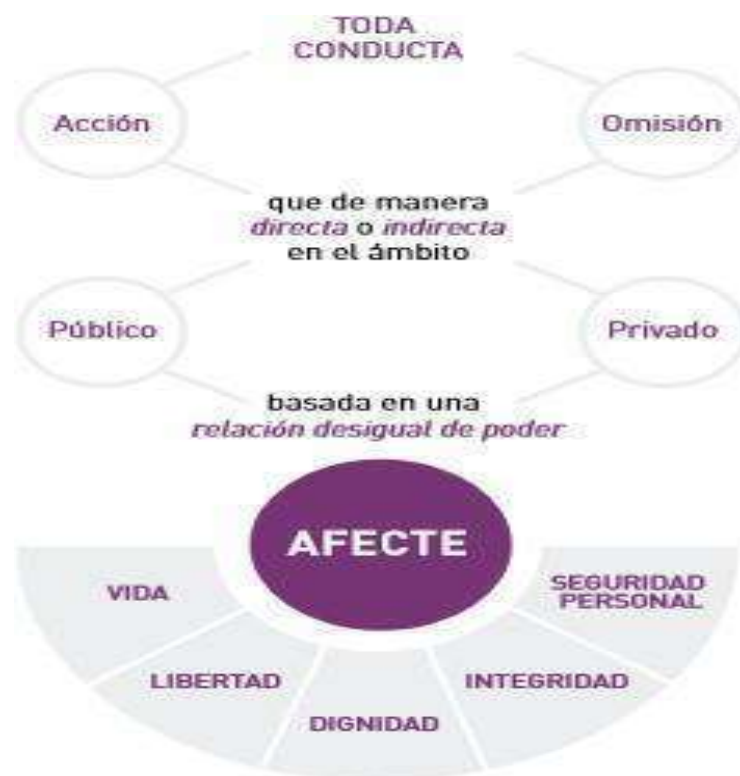 TODA
CONDUCTA
Acción
Omisión
que de manera
directa o indirecta
en el ámbito
Público
Privado
basada en una
relación desigual de poder
AFECTE
VIDA
LIBERTAD
DIGNIDAD
INTEGRIDAD
SEGURIDAD
PERSONAL